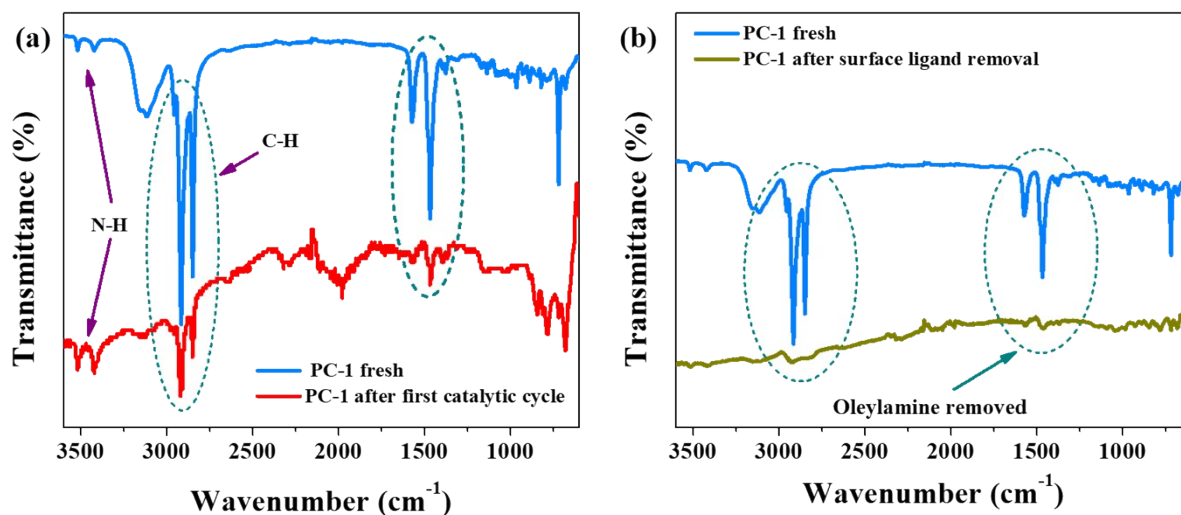 (a)
Transmittance (%)
N-H
C-H
PC-1 fresh
PC-1 after first catalytic cycle
3500 3000 2500 2000 1500 1000
Wavenumber (cm⁻¹)
(b)
Transmittance (%)
PC-1 fresh
PC-1 after surface ligand removal
Oleylamine removed
3500 3000 2500 2000 1500 1000
Wavenumber (cm⁻¹)